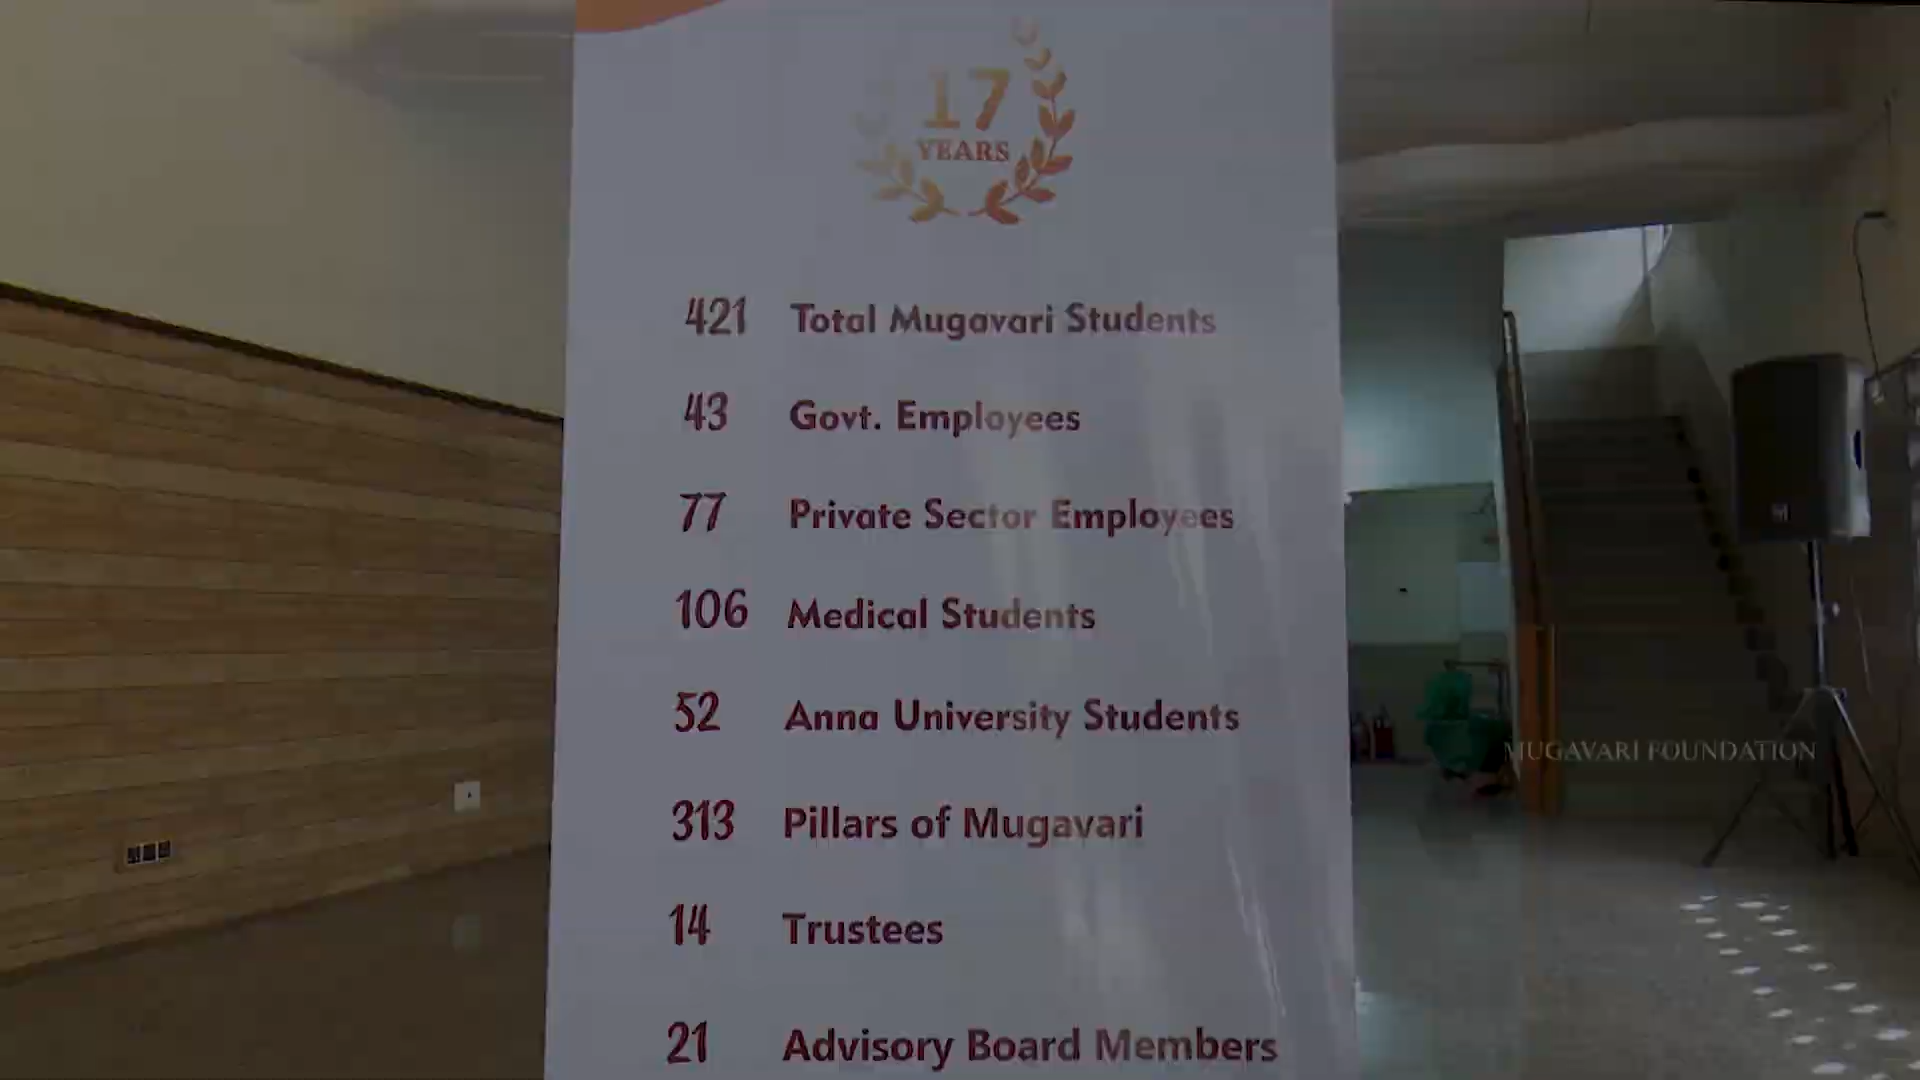 17
YEARS
421 Total Mugavari Students
43 Govt. Employees
77 Private Sector Employees
106 Medical Students
52 Anna University Students
313 Pillars of Mugavari
14 Trustees
21 Advisory Board Members
MUGAVARI FOUNDATION